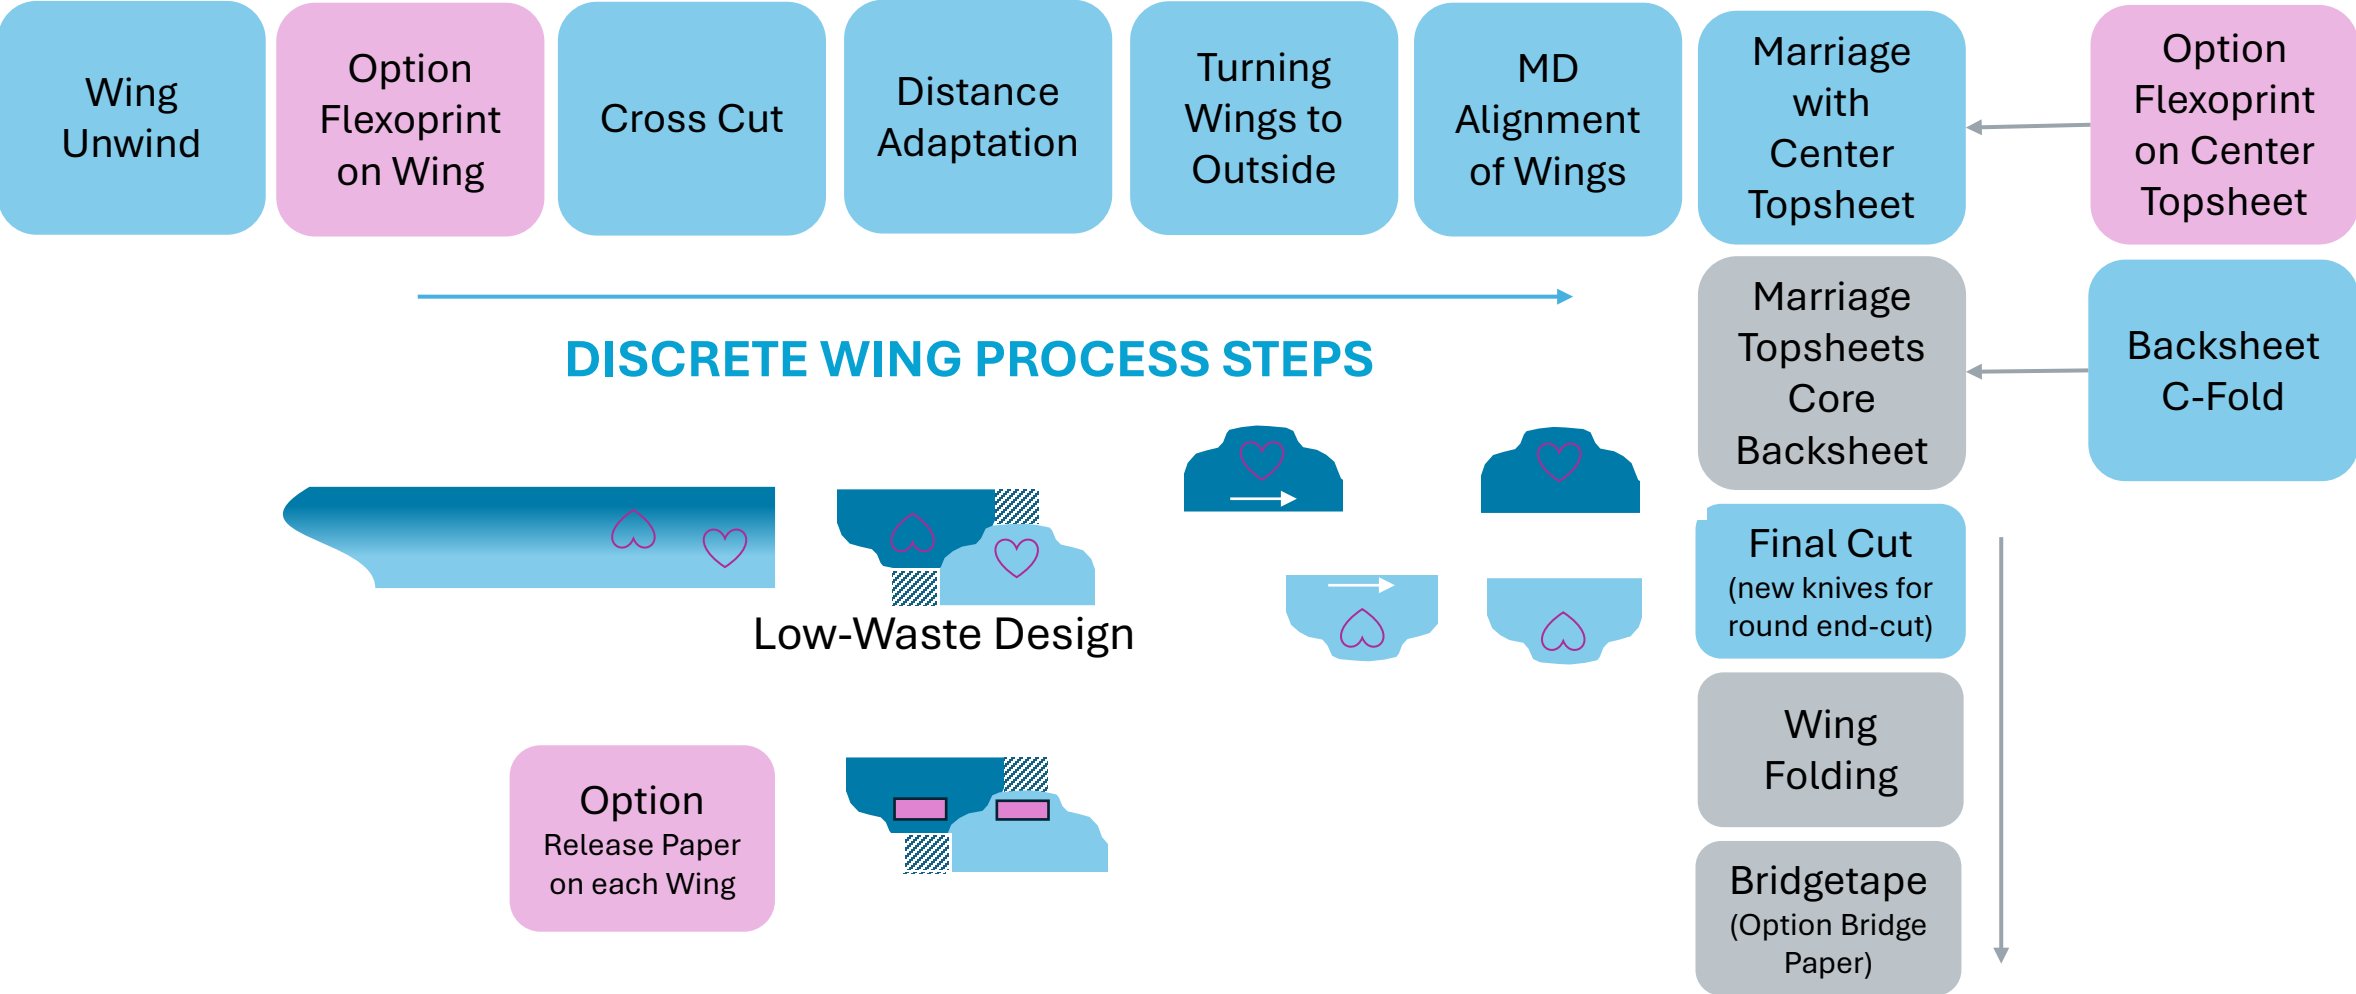 Wing
Unwind
Option
Flexoprint
on Wing
Cross Cut
Distance
Adaptation
Turning
Wings to
Outside
MD
Alignment
of Wings
Marriage
with
Center
Topsheet
Option
Flexoprint
on Center
Topsheet
DISCRETE WING PROCESS STEPS
Marriage
Topsheets
Core
Backsheet
Backsheet
C-Fold
Low-Waste Design
Final Cut
(new knives for
round end-cut)
Wing
Folding
Option
Release Paper
on each Wing
Bridgetape
(Option Bridge
Paper)